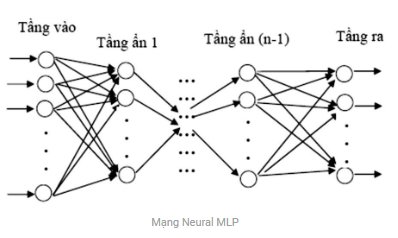 Tầng vào
Tầng ẩn 1
Tầng ẩn (n-1)
Tầng ra
Mạng Neural MLP